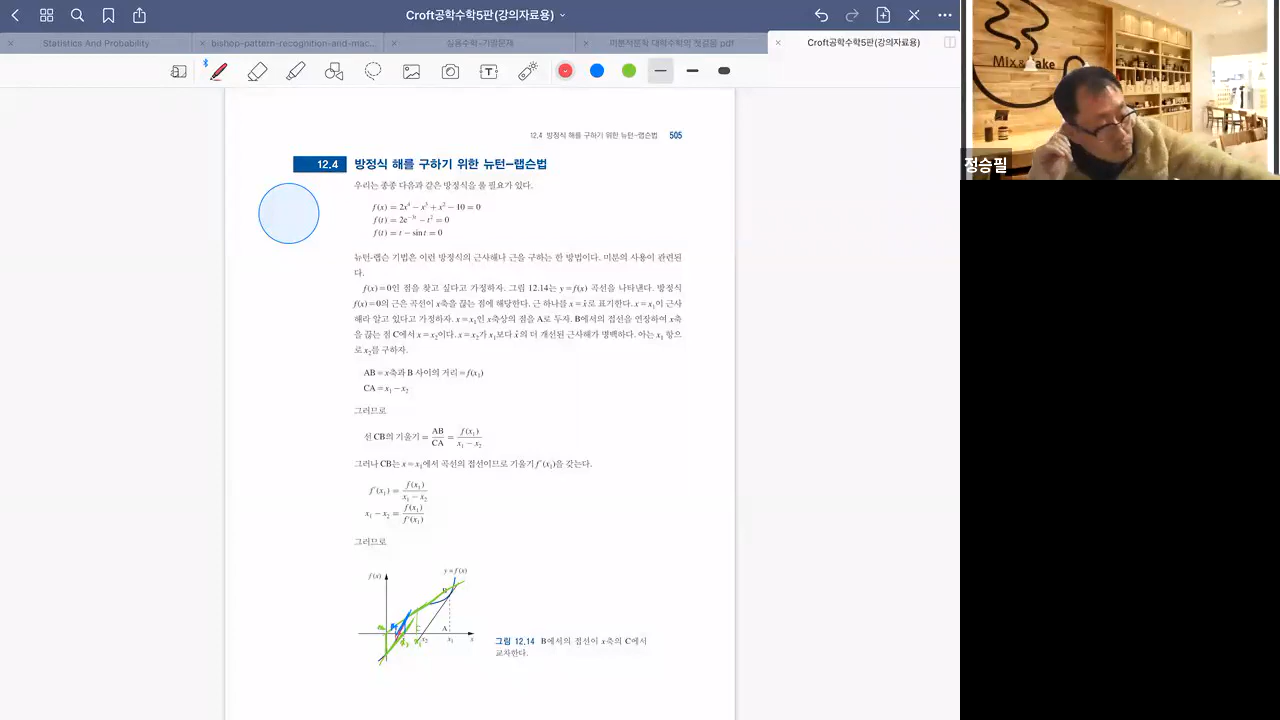 Croft공학수학5판(강의자료용)
Statistics And Probability
bishop-pattern-recognition-and-mac...
실용수학-기말문제
미분적분학 대학수학의 첫걸음.pdf
Croft공학수학5판(강의자료용)
Mix&
정승필
12.4 방정식 해를 구하기 위한 뉴턴-랩슨법 505
12.4 방정식 해를 구하기 위한 뉴턴-랩슨법
우리는 종종 다음과 같은 방정식을 풀 필요가 있다.
f(x) = 2x⁴ − x³ + x² − 10 = 0
f(t) = 2e⁻³ᵗ − t² = 0
f(t) = t − sin t = 0
뉴턴-랩슨 기법은 이런 방정식의 근사해나 근을 구하는 한 방법이다. 미분의 사용이 관련된
다.
f(x)=0인 점을 찾고 싶다고 가정하자. 그림 12.14는 y=f(x) 곡선을 나타낸다. 방정식
f(x)=0의 근은 곡선이 x축을 끊는 점에 해당한다. 근 하나를 x=x̂로 표기한다. x=x₁이 근사
해라 알고 있다고 가정하자. x=x₁인 x축상의 점을 A로 두자. B에서의 접선을 연장하여 x축
을 끊는 점 C에서 x=x₂이다. x=x₂가 x₁보다 x̂의 더 개선된 근사해가 명백하다. 아는 x₁ 항으
로 x₂를 구하자.
AB = x축과 B 사이의 거리 = f(x₁)
CA = x₁ − x₂
그러므로
선 CB의 기울기 = AB/CA = f(x₁)/(x₁ − x₂)
그러나 CB는 x=x₁에서 곡선의 접선이므로 기울기 f′(x₁)을 갖는다.
f′(x₁) = f(x₁)/(x₁ − x₂)
x₁ − x₂ = f(x₁)/f′(x₁)
그러므로
f(x)
y=f(x)
B
C
A
x₂
x₁
x
그림 12.14 B에서의 접선이 x축의 C에서
교차한다.